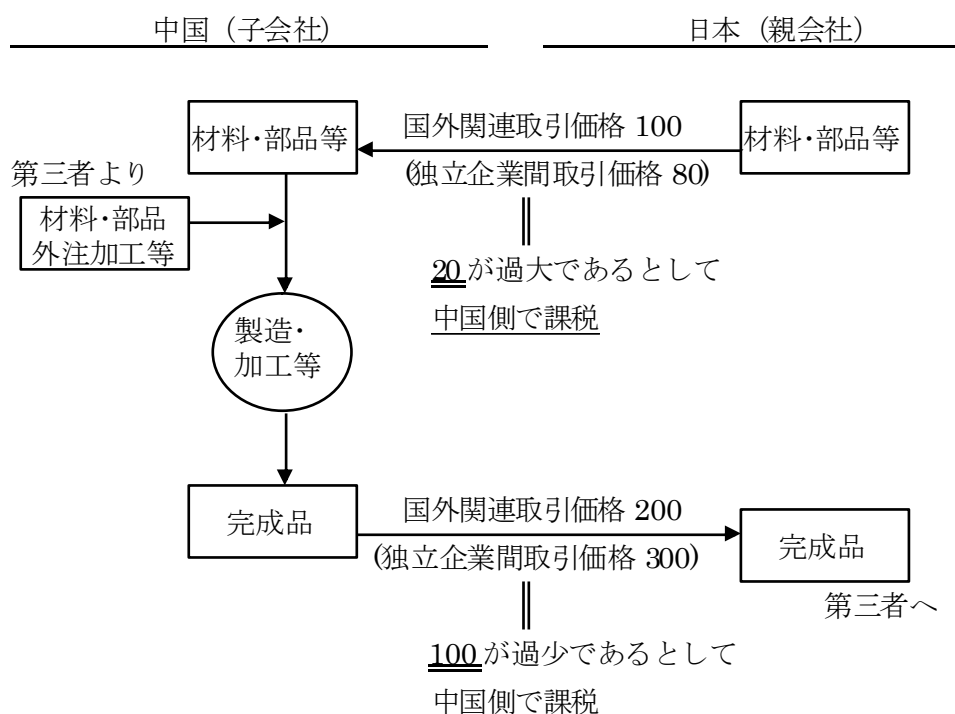 中国（子会社）
日本（親会社）
材料・部品等
国外関連取引価格 100
(独立企業間取引価格 80)
材料・部品等
第三者より
材料・部品
外注加工等
20 が過大であるとして
中国側で課税
製造・
加工等
完成品
国外関連取引価格 200
(独立企業間取引価格 300)
完成品
第三者へ
100 が過少であるとして
中国側で課税